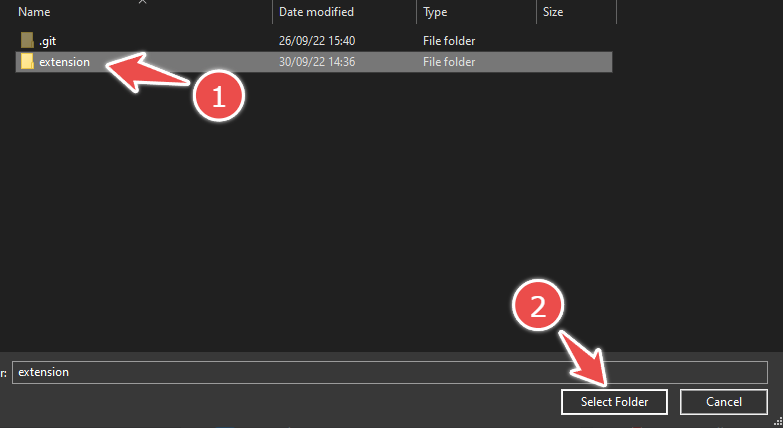 Name Date modified Type Size
.git 26/09/22 15:40 File folder
extension 30/09/22 14:36 File folder
1
2
r: extension
Select Folder Cancel